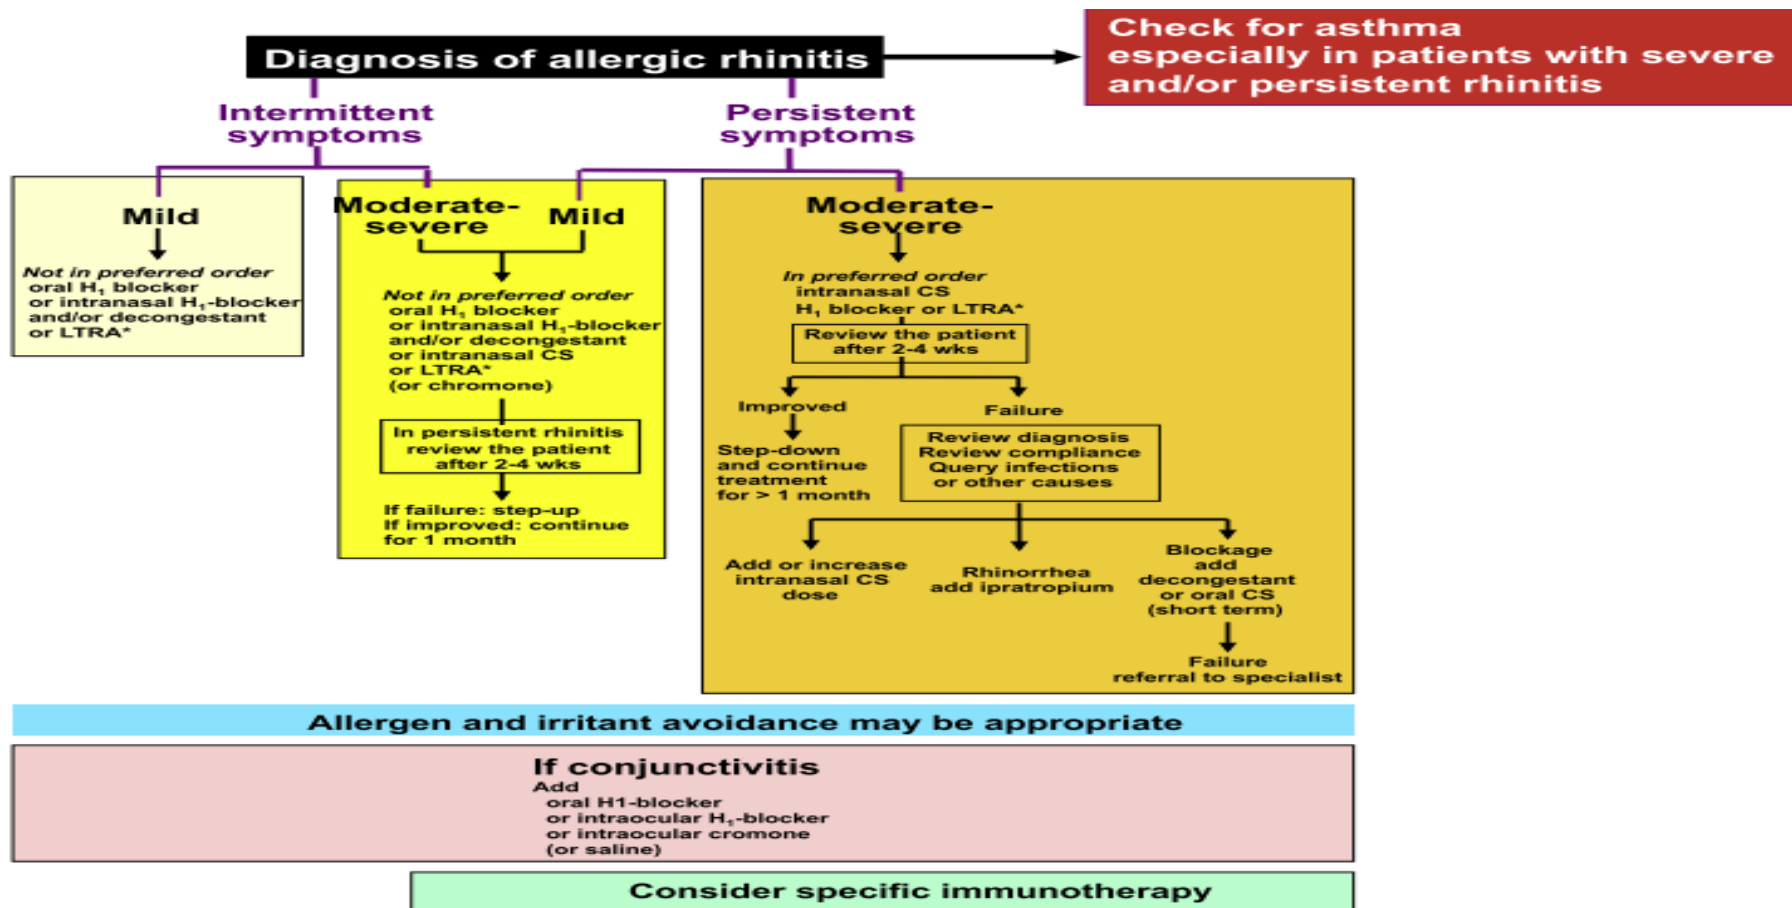 Diagnosis of allergic rhinitis
Check for asthma
especially in patients with severe
and/or persistent rhinitis
Intermittent
symptoms
Persistent
symptoms
Mild
Not in preferred order
oral H₁ blocker
or intranasal H₁-blocker
and/or decongestant
or LTRA*
Moderate-
severe
Mild
Not in preferred order
oral H₁ blocker
or intranasal H₁-blocker
and/or decongestant
or intranasal CS
or LTRA*
(or chromone)
In persistent rhinitis
review the patient
after 2-4 wks
If failure: step-up
If improved: continue
for 1 month
Moderate-
severe
In preferred order
intranasal CS
H₁ blocker or LTRA*
Review the patient
after 2-4 wks
Improved
Step-down
and continue
treatment
for > 1 month
Failure
Review diagnosis
Review compliance
Query infections
or other causes
Add or increase
intranasal CS
dose
Rhinorrhea
add ipratropium
Blockage
add
decongestant
or oral CS
(short term)
Failure
referral to specialist
Allergen and irritant avoidance may be appropriate
If conjunctivitis
Add
oral H1-blocker
or intraocular H₁-blocker
or intraocular cromone
(or saline)
Consider specific immunotherapy